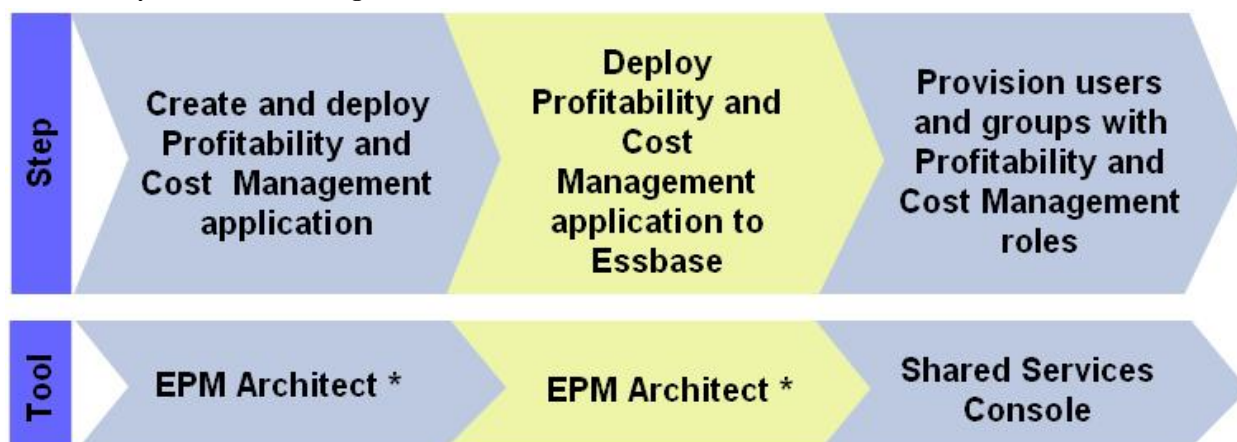 Step
Create and deploy
Profitability and
Cost Management
application
Deploy
Profitability and
Cost
Management
application to
Essbase
Provision users
and groups with
Profitability and
Cost Management
roles
Tool
EPM Architect *
EPM Architect *
Shared Services
Console